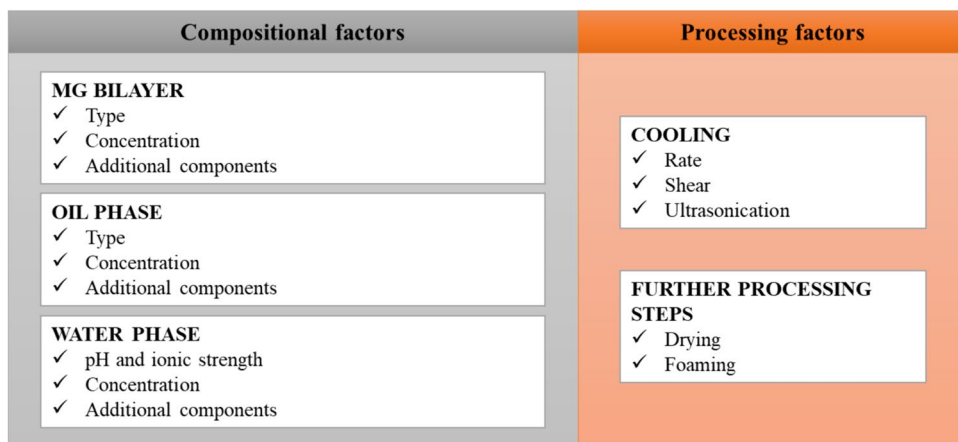 Compositional factors
MG BILAYER
✓ Type
✓ Concentration
✓ Additional components
OIL PHASE
✓ Type
✓ Concentration
✓ Additional components
WATER PHASE
✓ pH and ionic strength
✓ Concentration
✓ Additional components
Processing factors
COOLING
✓ Rate
✓ Shear
✓ Ultrasonication
FURTHER PROCESSING
STEPS
✓ Drying
✓ Foaming